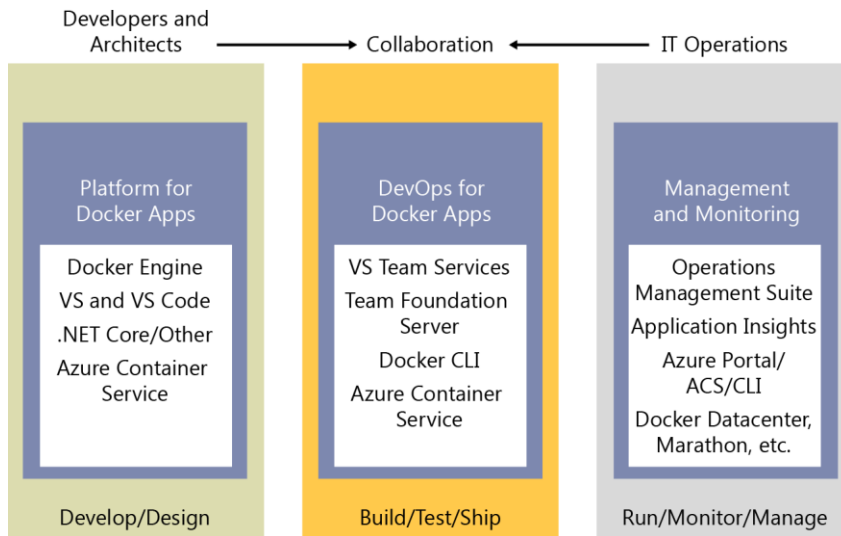 Developers and
Architects
Collaboration
IT Operations
Platform for
Docker Apps
Docker Engine
VS and VS Code
.NET Core/Other
Azure Container
Service
Develop/Design
DevOps for
Docker Apps
VS Team Services
Team Foundation
Server
Docker CLI
Azure Container
Service
Build/Test/Ship
Management
and Monitoring
Operations
Management Suite
Application Insights
Azure Portal/
ACS/CLI
Docker Datacenter,
Marathon, etc.
Run/Monitor/Manage